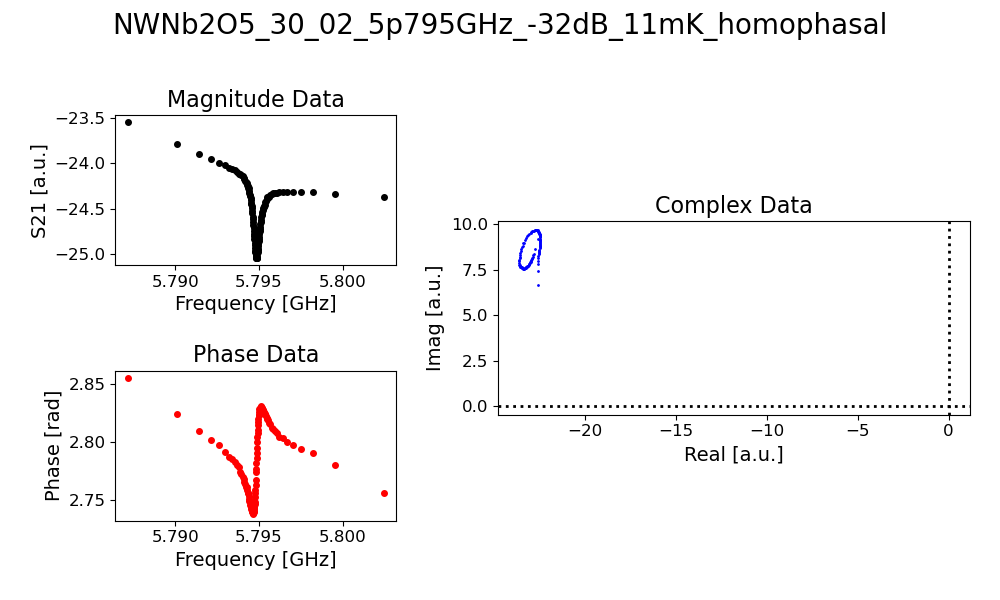 NWNb2O5_30_02_5p795GHz_-32dB_11mK_homophasal
Magnitude Data
S21 [a.u.]
−23.5
−24.0
−24.5
−25.0
5.790
5.795
5.800
Frequency [GHz]
Phase Data
Phase [rad]
2.85
2.80
2.75
5.790
5.795
5.800
Frequency [GHz]
Complex Data
Imag [a.u.]
10.0
7.5
5.0
2.5
0.0
−20
−15
−10
−5
0
Real [a.u.]